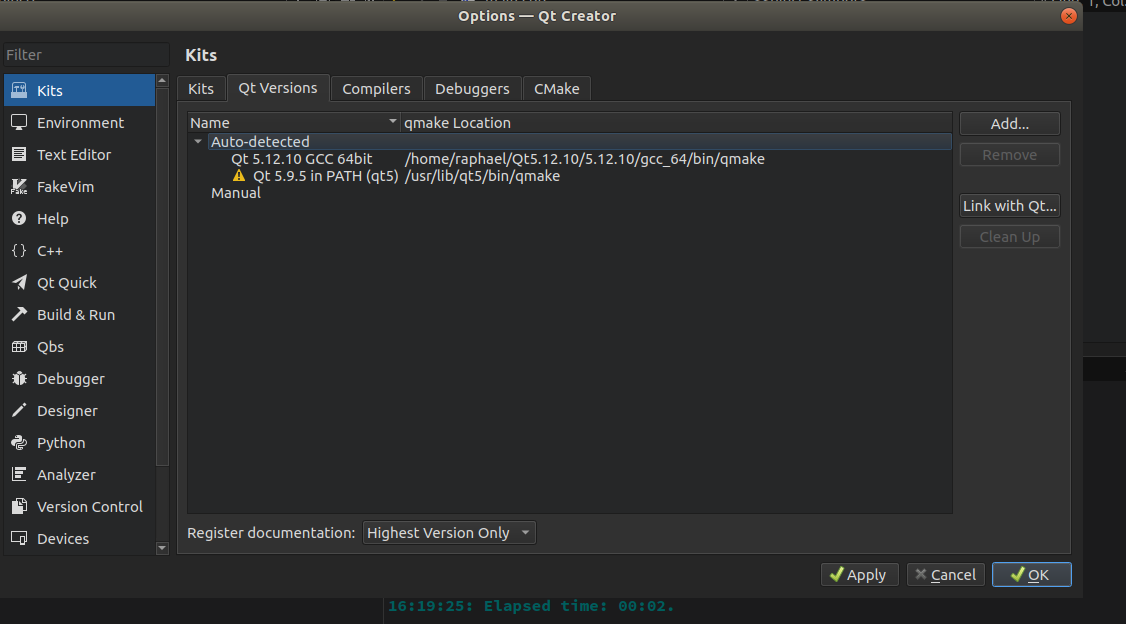 Options — Qt Creator
Filter
Kits
Environment
Text Editor
FakeVim
Help
C++
Qt Quick
Build & Run
Qbs
Debugger
Designer
Python
Analyzer
Version Control
Devices
Kits
Kits Qt Versions Compilers Debuggers CMake
Name qmake Location
Auto-detected
Qt 5.12.10 GCC 64bit /home/raphael/Qt5.12.10/5.12.10/gcc_64/bin/qmake
Qt 5.9.5 in PATH (qt5) /usr/lib/qt5/bin/qmake
Manual
Add...
Remove
Link with Qt...
Clean Up
Register documentation: Highest Version Only
Apply Cancel OK
16:19:25: Elapsed time: 00:02.